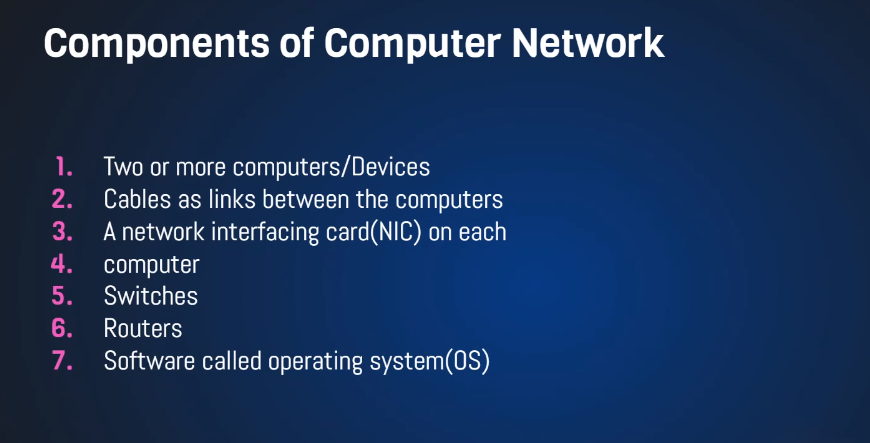 Components of Computer Network
1. Two or more computers/Devices
2. Cables as links between the computers
3. A network interfacing card(NIC) on each
4. computer
5. Switches
6. Routers
7. Software called operating system(OS)